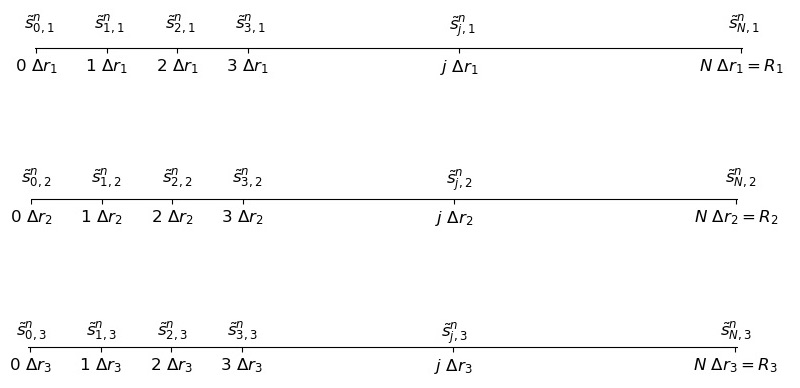 s̃ⁿ₀,₁ s̃ⁿ₁,₁ s̃ⁿ₂,₁ s̃ⁿ₃,₁ s̃ⁿⱼ,₁ s̃ⁿ_N,₁
0 Δr₁ 1 Δr₁ 2 Δr₁ 3 Δr₁ j Δr₁ N Δr₁ = R₁
s̃ⁿ₀,₂ s̃ⁿ₁,₂ s̃ⁿ₂,₂ s̃ⁿ₃,₂ s̃ⁿⱼ,₂ s̃ⁿ_N,₂
0 Δr₂ 1 Δr₂ 2 Δr₂ 3 Δr₂ j Δr₂ N Δr₂ = R₂
s̃ⁿ₀,₃ s̃ⁿ₁,₃ s̃ⁿ₂,₃ s̃ⁿ₃,₃ s̃ⁿⱼ,₃ s̃ⁿ_N,₃
0 Δr₃ 1 Δr₃ 2 Δr₃ 3 Δr₃ j Δr₃ N Δr₃ = R₃